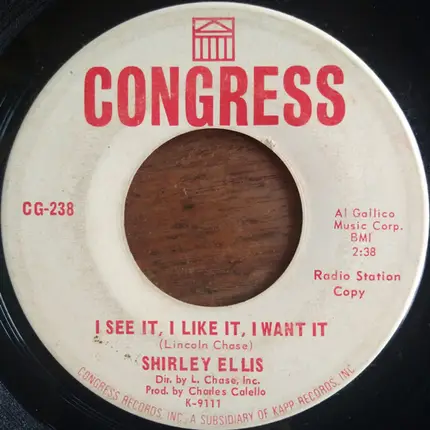 CONGRESS
CG-238
Al Gallico
Music Corp.
BMI
2:38
Radio Station
Copy
I SEE IT, I LIKE IT, I WANT IT
(Lincoln Chase)
SHIRLEY ELLIS
Dir. by L. Chase, Inc.
Prod. by Charles Calello
K-9111
CONGRESS RECORDS, INC. A SUBSIDIARY OF KAPP RECORDS, INC.